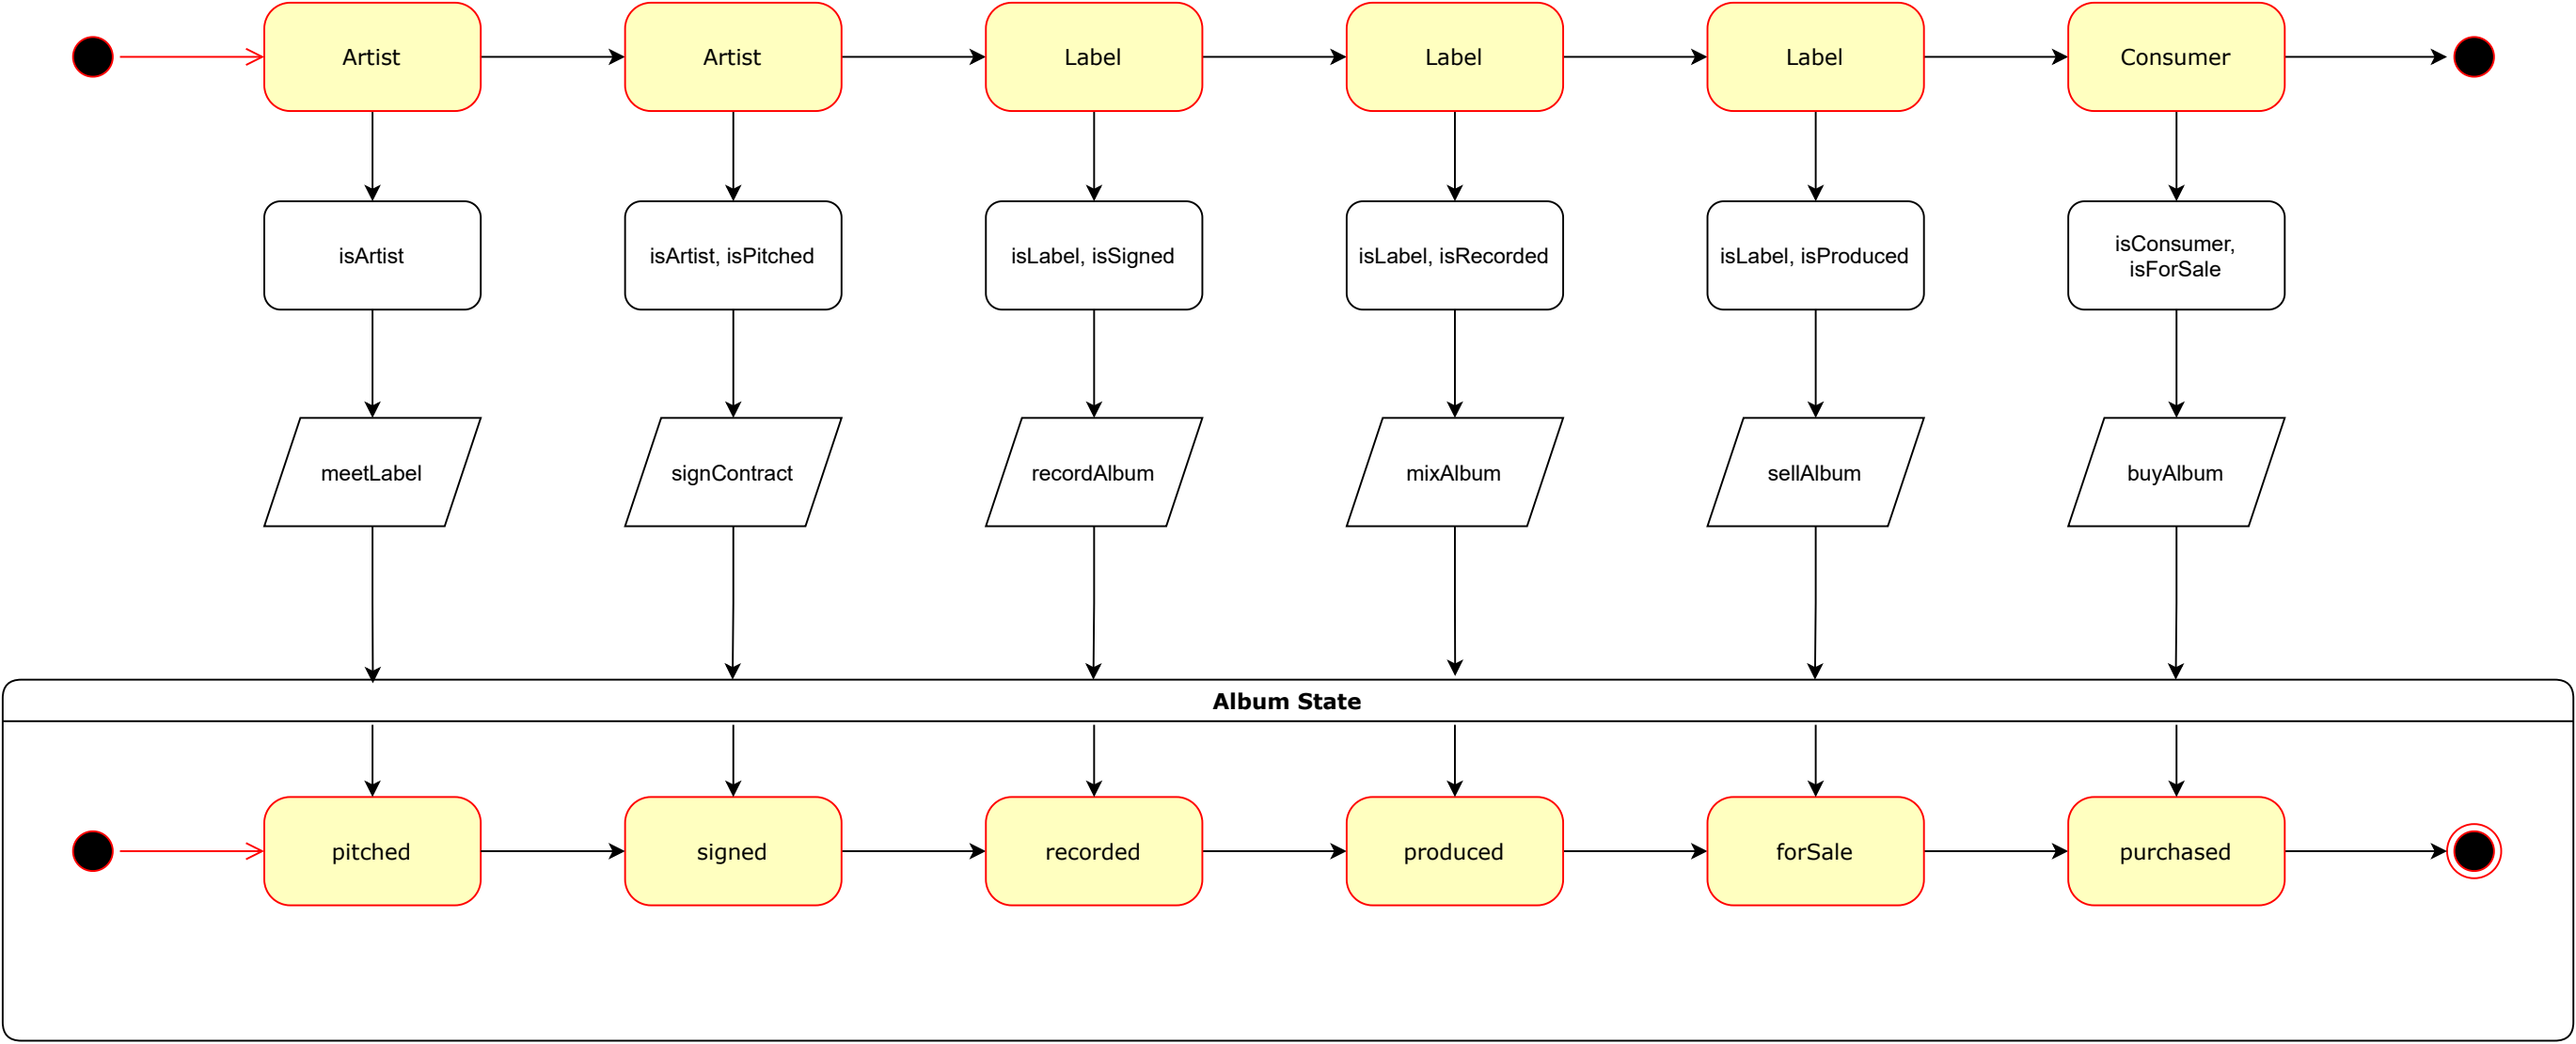 Artist
Artist
Label
Label
Label
Consumer
isArtist
isArtist, isPitched
isLabel, isSigned
isLabel, isRecorded
isLabel, isProduced
isConsumer,
isForSale
meetLabel
signContract
recordAlbum
mixAlbum
sellAlbum
buyAlbum
Album State
pitched
signed
recorded
produced
forSale
purchased